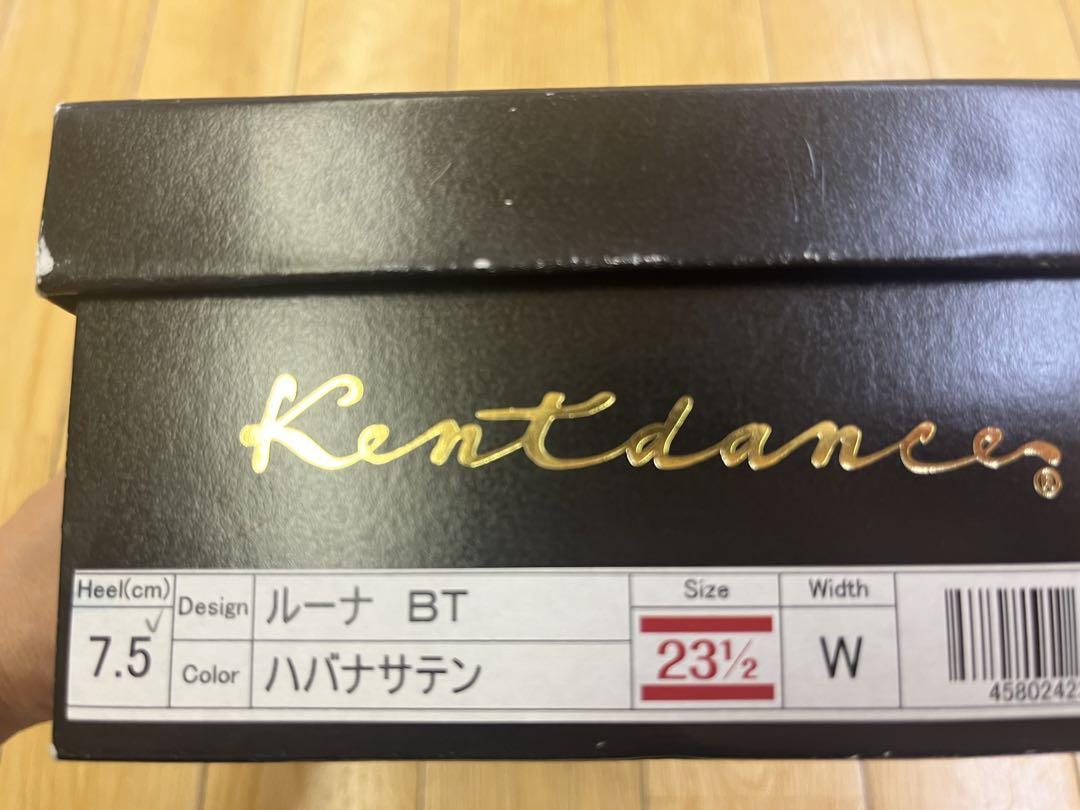 Kentdance®
Heel(cm) 7.5
Design ルーナ BT
Color ハバナサテン
Size 23½
Width W
4580242